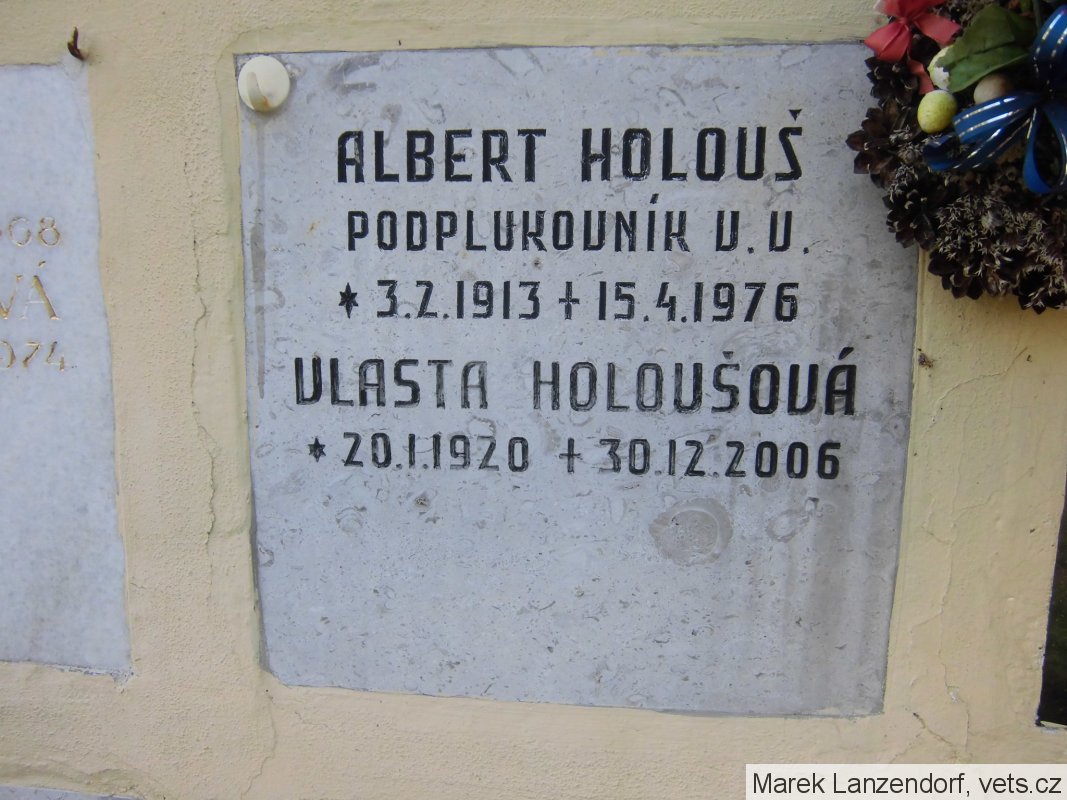 ALBERT HOLOUŠ
PODPLUKOVNÍK V.V.
* 3.2.1913 + 15.4.1976
VLASTA HOLOUŠOVÁ
* 20.1.1920 + 30.12.2006
Marek Lanzendorf, vets.cz